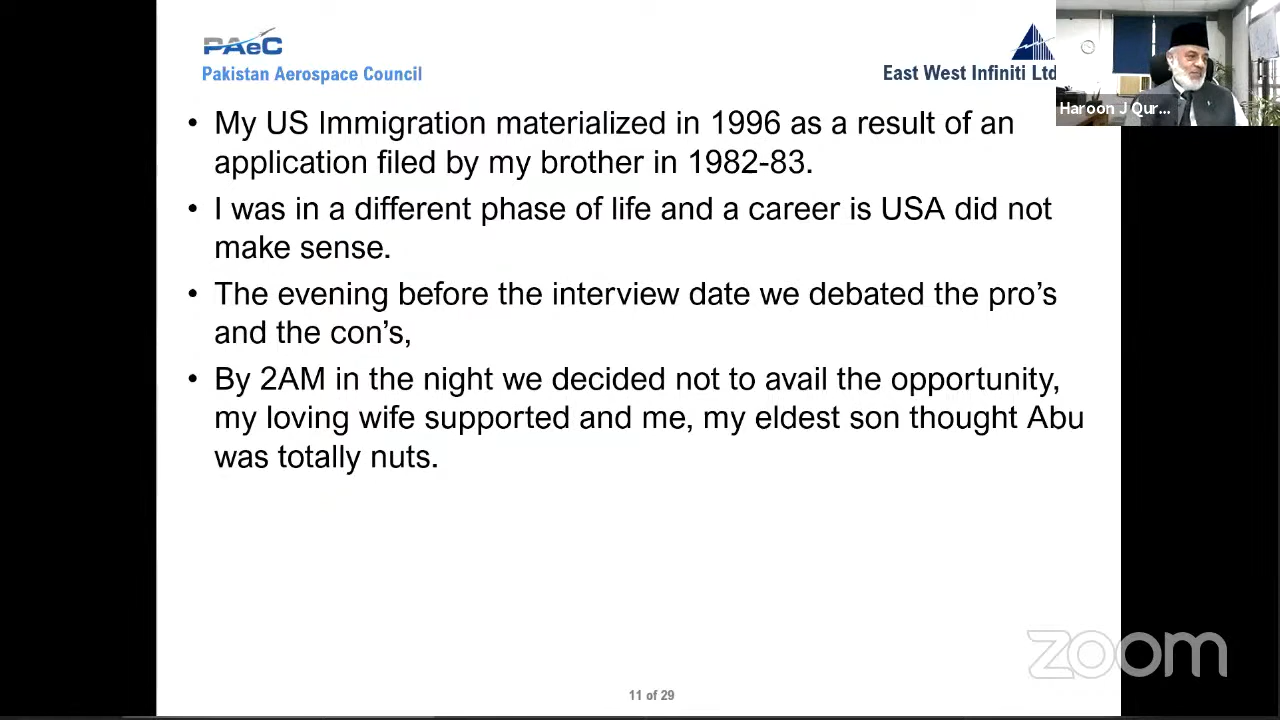 PAeC
Pakistan Aerospace Council
East West Infiniti Ltd
Haroon J Qur...
• My US Immigration materialized in 1996 as a result of an
application filed by my brother in 1982-83.
• I was in a different phase of life and a career is USA did not
make sense.
• The evening before the interview date we debated the pro’s
and the con’s,
• By 2AM in the night we decided not to avail the opportunity,
my loving wife supported and me, my eldest son thought Abu
was totally nuts.
zoom
11 of 29